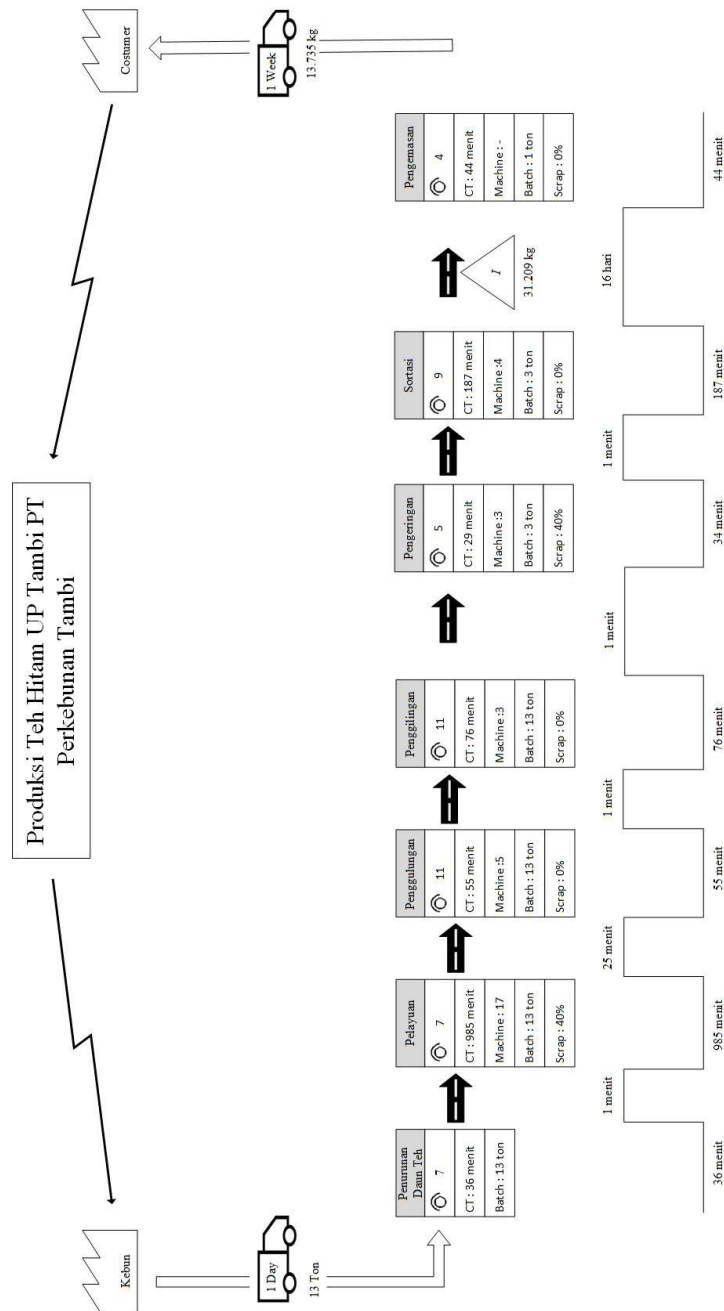 Produksi Teh Hitam UP Tambi PT
Perkebunan Tambi
Kebun
1 Day
13 Ton
Costumer
1 Week
13.735 kg
Penurunan
Daun Teh
7
CT : 36 menit
Batch : 13 ton
Pelayuan
7
CT : 985 menit
Machine : 17
Batch : 13 ton
Scrap : 40%
Penggulungan
11
CT : 55 menit
Machine :5
Batch : 13 ton
Scrap : 0%
Penggilingan
11
CT : 76 menit
Machine :3
Batch : 13 ton
Scrap : 0%
Pengeringan
5
CT : 29 menit
Machine :3
Batch : 3 ton
Scrap : 40%
Sortasi
9
CT : 187 menit
Machine :4
Batch : 3 ton
Scrap : 0%
I
31.209 kg
Pengemasan
4
CT : 44 menit
Machine : -
Batch : 1 ton
Scrap : 0%
36 menit
1 menit
985 menit
25 menit
55 menit
1 menit
76 menit
1 menit
34 menit
1 menit
187 menit
16 hari
44 menit